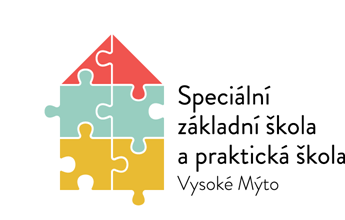 Speciální
základní škola
a praktická škola
Vysoké Mýto